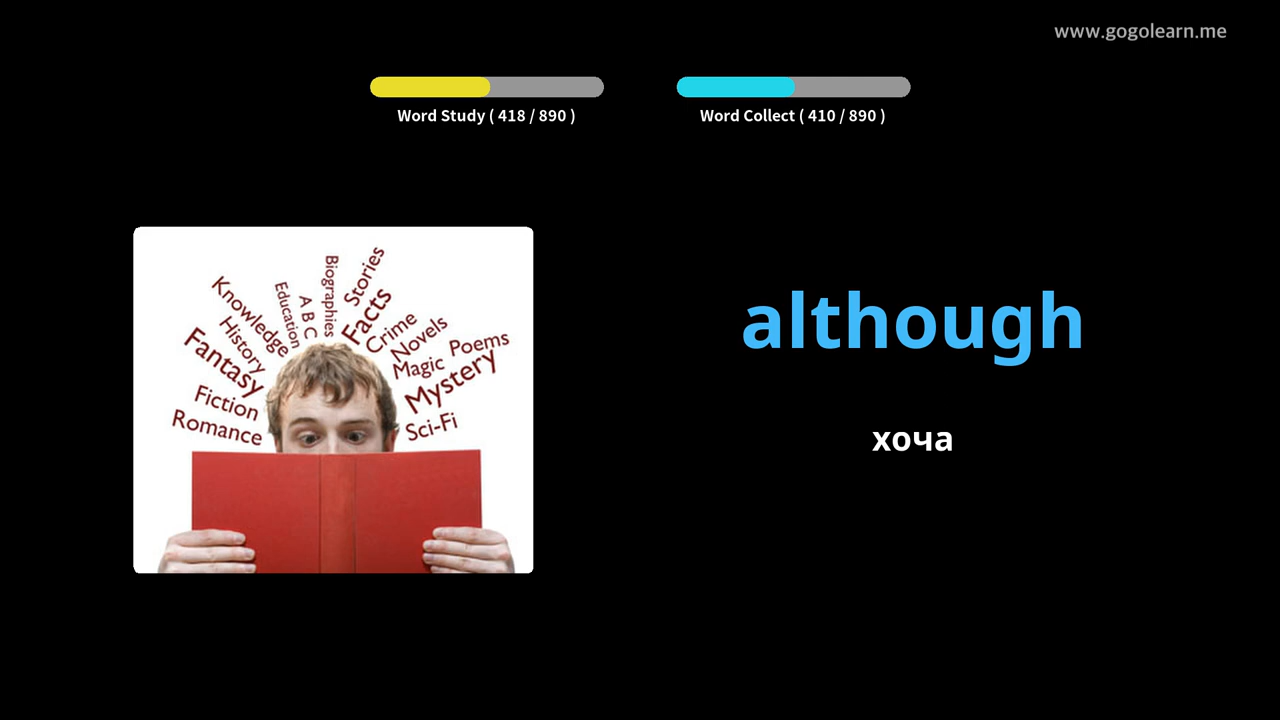 www.gogolearn.me
Word Study ( 418 / 890 )
Word Collect ( 410 / 890 )
Romance
Fiction
Fantasy
History
Knowledge
Education
A B C
Biographies
Stories
Facts
Crime
Novels
Magic
Poems
Mystery
Sci-Fi
although
хоча